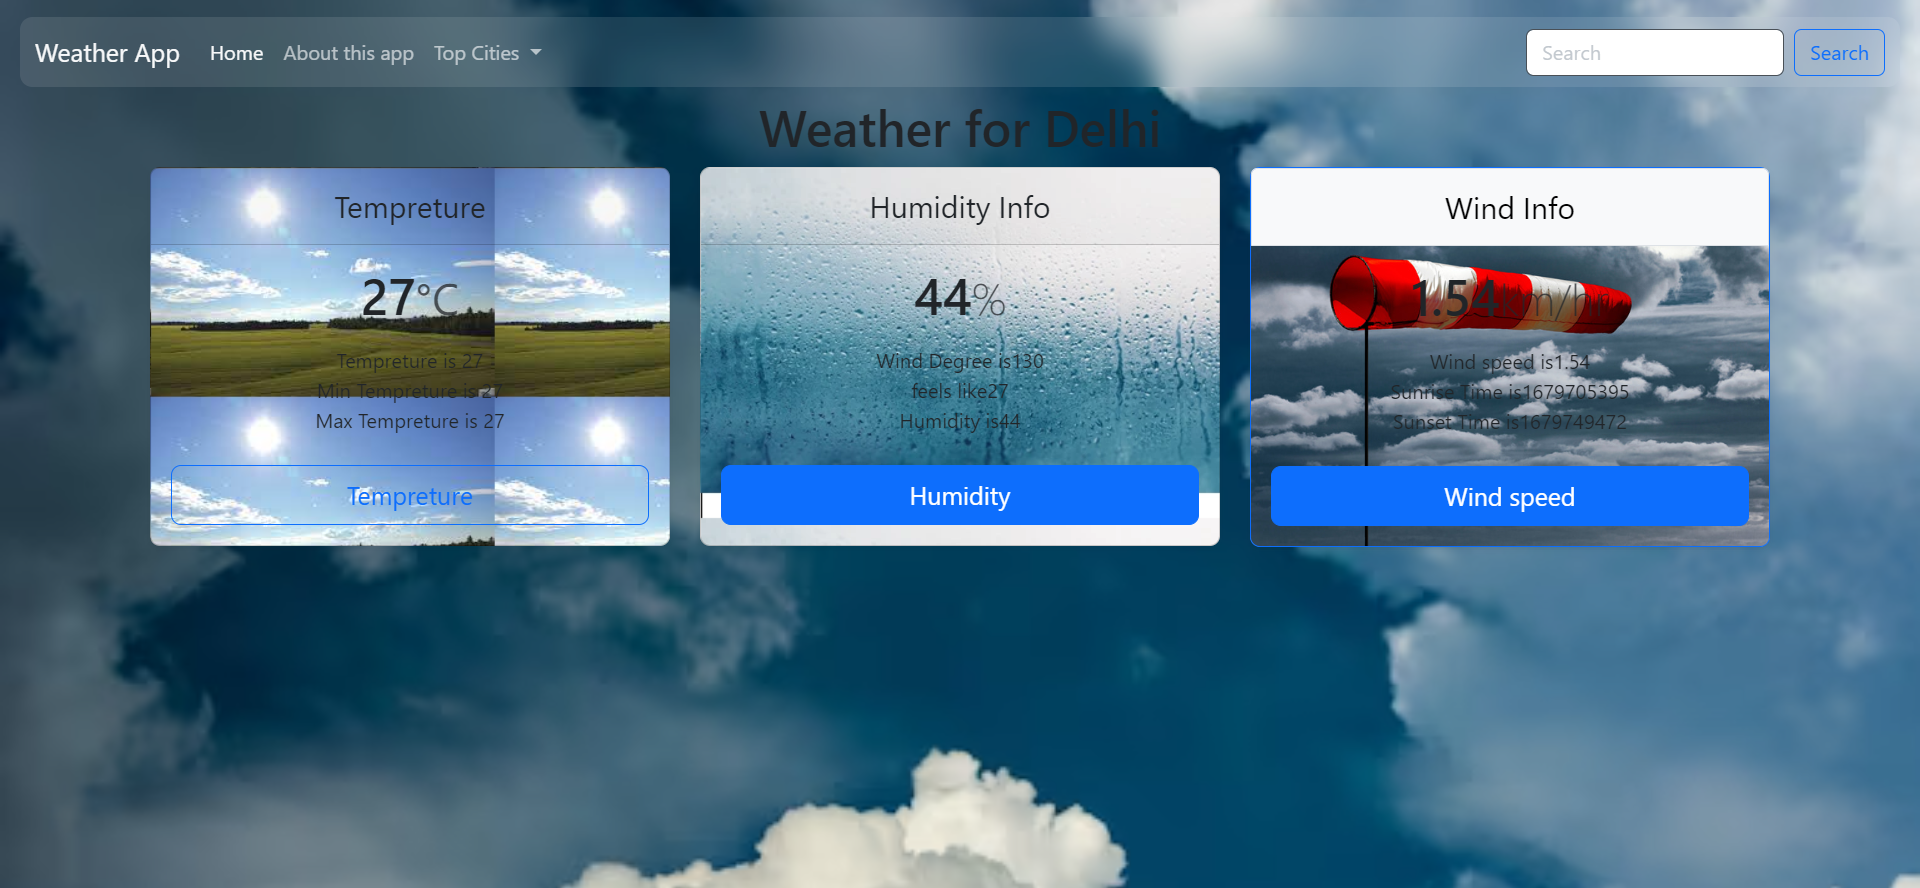 Weather App Home About this app Top Cities Search Search
Weather for Delhi
Tempreture
27°C
Tempreture is 27
Min Tempreture is 27
Max Tempreture is 27
Tempreture
Humidity Info
44%
Wind Degree is130
feels like27
Humidity is44
Humidity
Wind Info
1.54km/hr
Wind speed is1.54
Sunrise Time is1679705395
Sunset Time is1679749472
Wind speed